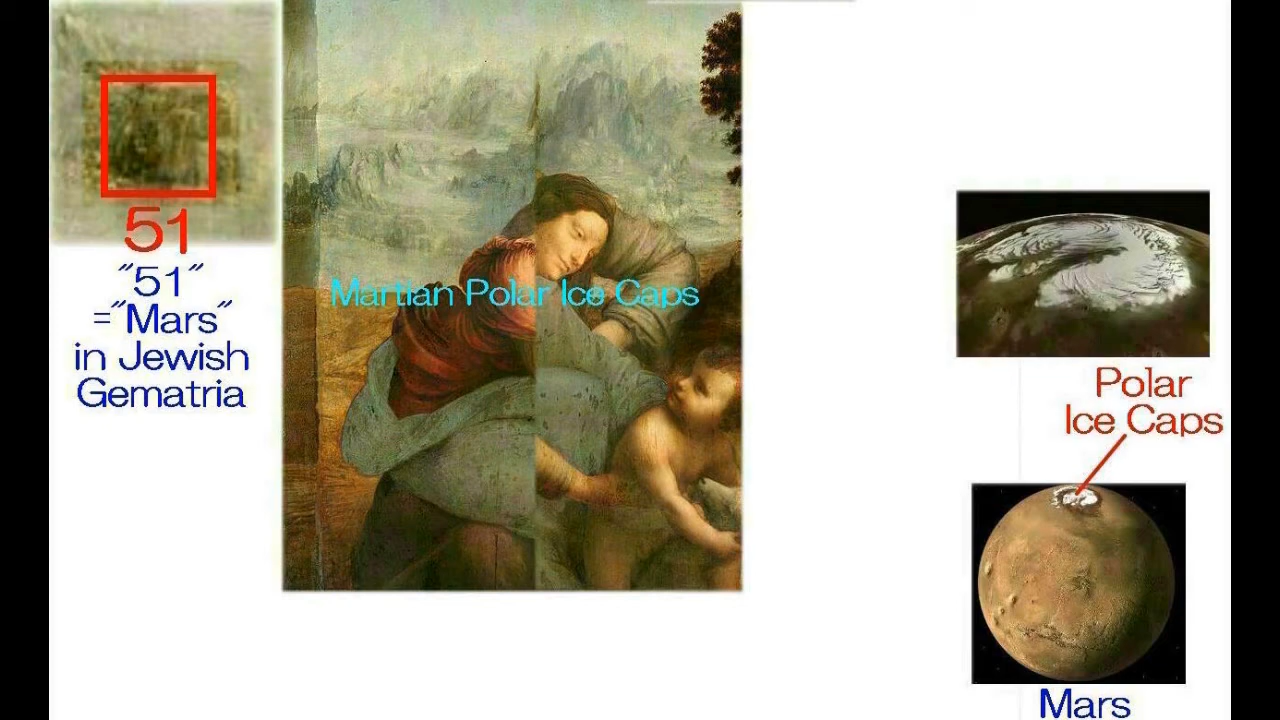 51
"51"
="Mars"
in Jewish
Gematria
Martian Polar Ice Caps
Polar
Ice Caps
Mars